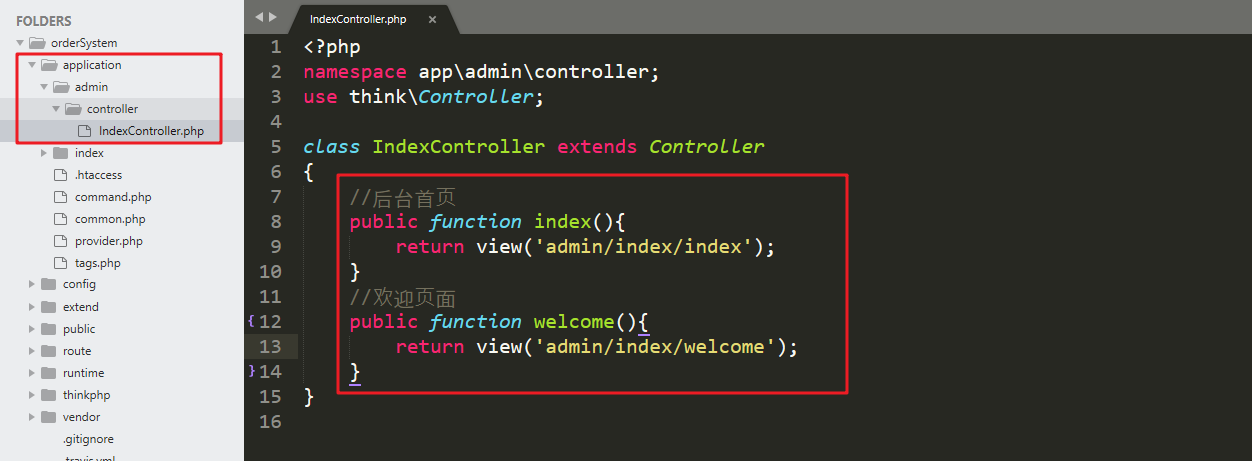 FOLDERS
orderSystem
application
admin
controller
IndexController.php
index
.htaccess
command.php
common.php
provider.php
tags.php
config
extend
public
route
runtime
thinkphp
vendor
.gitignore
.travis.yml
IndexController.php ×
1 <?php
2 namespace app\admin\controller;
3 use think\Controller;
4
5 class IndexController extends Controller
6 {
7 //后台首页
8 public function index(){
9 return view('admin/index/index');
10 }
11 //欢迎页面
{ 12 public function welcome(){
13 return view('admin/index/welcome');
} 14 }
15 }
16